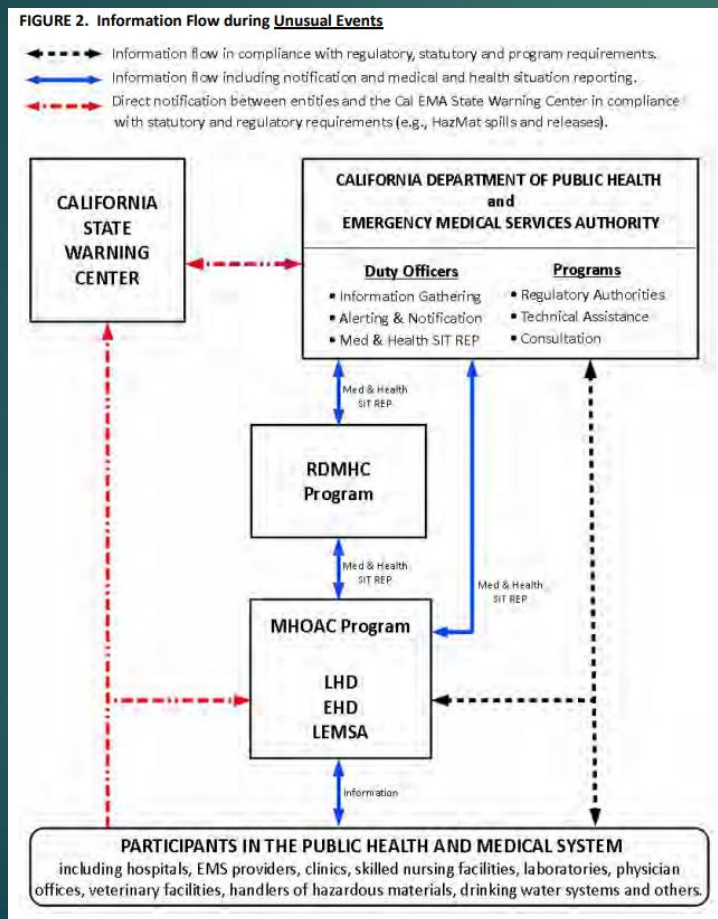 FIGURE 2. Information Flow during Unusual Events
Information flow in compliance with regulatory, statutory and program requirements.
Information flow including notification and medical and health situation reporting.
Direct notification between entities and the Cal EMA State Warning Center in compliance
with statutory and regulatory requirements (e.g., HazMat spills and releases).
CALIFORNIA
STATE
WARNING
CENTER
CALIFORNIA DEPARTMENT OF PUBLIC HEALTH
and
EMERGENCY MEDICAL SERVICES AUTHORITY
Duty Officers
• Information Gathering
• Alerting & Notification
• Med & Health SIT REP
Programs
• Regulatory Authorities
• Technical Assistance
• Consultation
Med & Health
SIT REP
RDMHC
Program
Med & Health
SIT REP
Med & Health
SIT REP
MHOAC Program
LHD
EHD
LEMSA
Information
PARTICIPANTS IN THE PUBLIC HEALTH AND MEDICAL SYSTEM
including hospitals, EMS providers, clinics, skilled nursing facilities, laboratories, physician
offices, veterinary facilities, handlers of hazardous materials, drinking water systems and others.